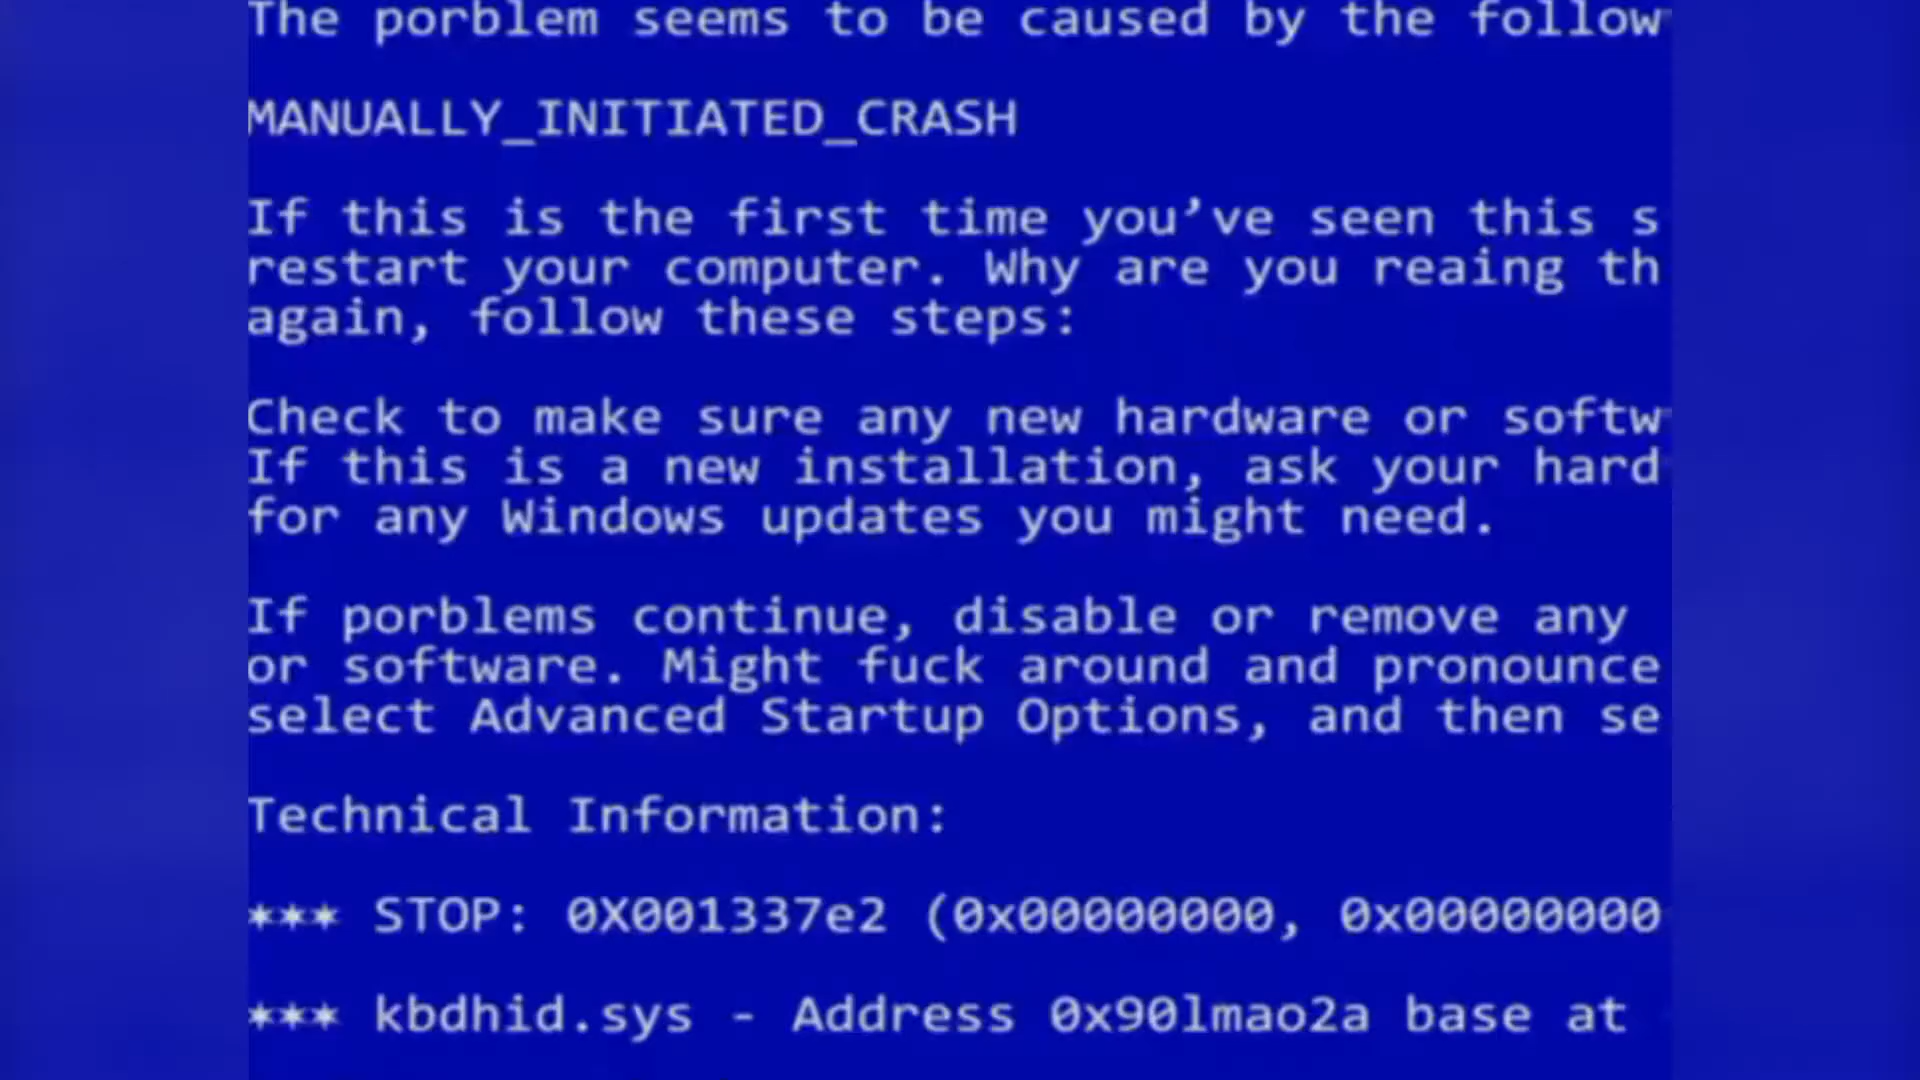 The porblem seems to be caused by the follow
MANUALLY_INITIATED_CRASH
If this is the first time you’ve seen this s
restart your computer. Why are you reaing th
again, follow these steps:
Check to make sure any new hardware or softw
If this is a new installation, ask your hard
for any Windows updates you might need.
If porblems continue, disable or remove any
or software. Might fuck around and pronounce
select Advanced Startup Options, and then se
Technical Information:
*** STOP: 0X001337e2 (0x00000000, 0x00000000
*** kbdhid.sys - Address 0x90lmao2a base at